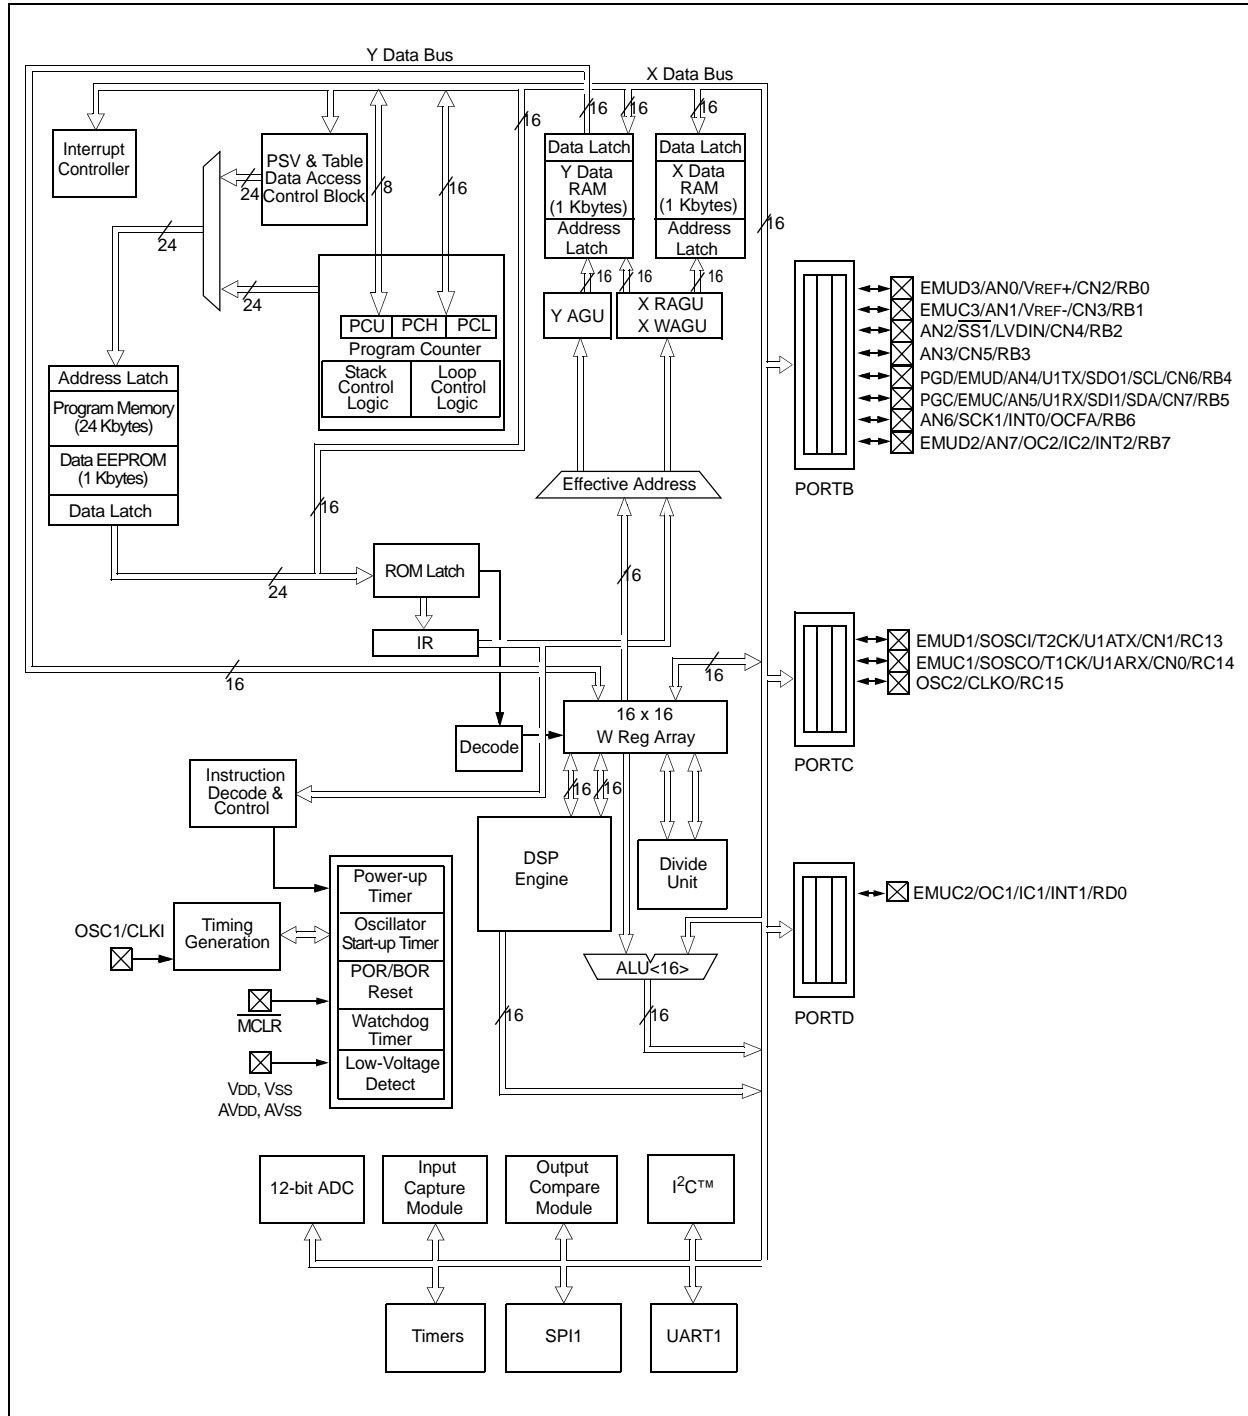 Y Data Bus
X Data Bus
16
16
16
16
16
Interrupt
Controller
PSV & Table
Data Access
Control Block
24
8
16
24
24
Data Latch
Y Data
RAM
(1 Kbytes)
Address
Latch
Data Latch
X Data
RAM
(1 Kbytes)
Address
Latch
16
16
16
Y AGU
X RAGU
X WAGU
PCU
PCH
PCL
Program Counter
Stack
Control
Logic
Loop
Control
Logic
Address Latch
Program Memory
(24 Kbytes)
Data EEPROM
(1 Kbytes)
Data Latch
16
24
Effective Address
ROM Latch
IR
16
16
16
16 x 16
W Reg Array
Decode
Instruction
Decode &
Control
16
16
DSP
Engine
Divide
Unit
Power-up
Timer
Oscillator
Start-up Timer
POR/BOR
Reset
Watchdog
Timer
Low-Voltage
Detect
OSC1/CLKI
Timing
Generation
MCLR
VDD, VSS
AVDD, AVSS
ALU<16>
16
16
EMUD3/AN0/VREF+/CN2/RB0
EMUC3/AN1/VREF-/CN3/RB1
AN2/SS1/LVDIN/CN4/RB2
AN3/CN5/RB3
PGD/EMUD/AN4/U1TX/SDO1/SCL/CN6/RB4
PGC/EMUC/AN5/U1RX/SDI1/SDA/CN7/RB5
AN6/SCK1/INT0/OCFA/RB6
EMUD2/AN7/OC2/IC2/INT2/RB7
PORTB
EMUD1/SOSCI/T2CK/U1ATX/CN1/RC13
EMUC1/SOSCO/T1CK/U1ARX/CN0/RC14
OSC2/CLKO/RC15
PORTC
EMUC2/OC1/IC1/INT1/RD0
PORTD
12-bit ADC
Input
Capture
Module
Output
Compare
Module
I²C™
Timers
SPI1
UART1